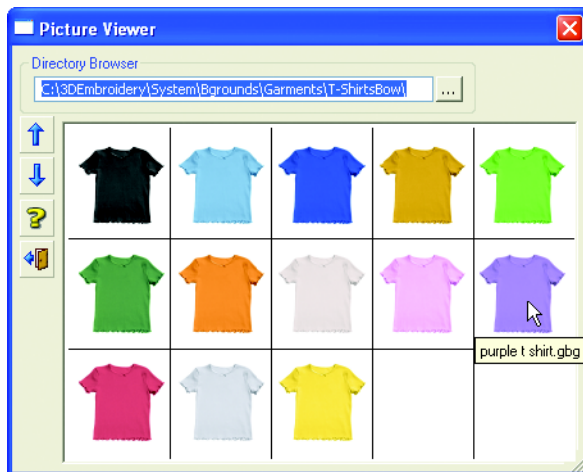 Picture Viewer
Directory Browser
C:\3DEmbroidery\System\Bgrounds\Garments\T-ShirtsBow\
...
purple t shirt.gbg